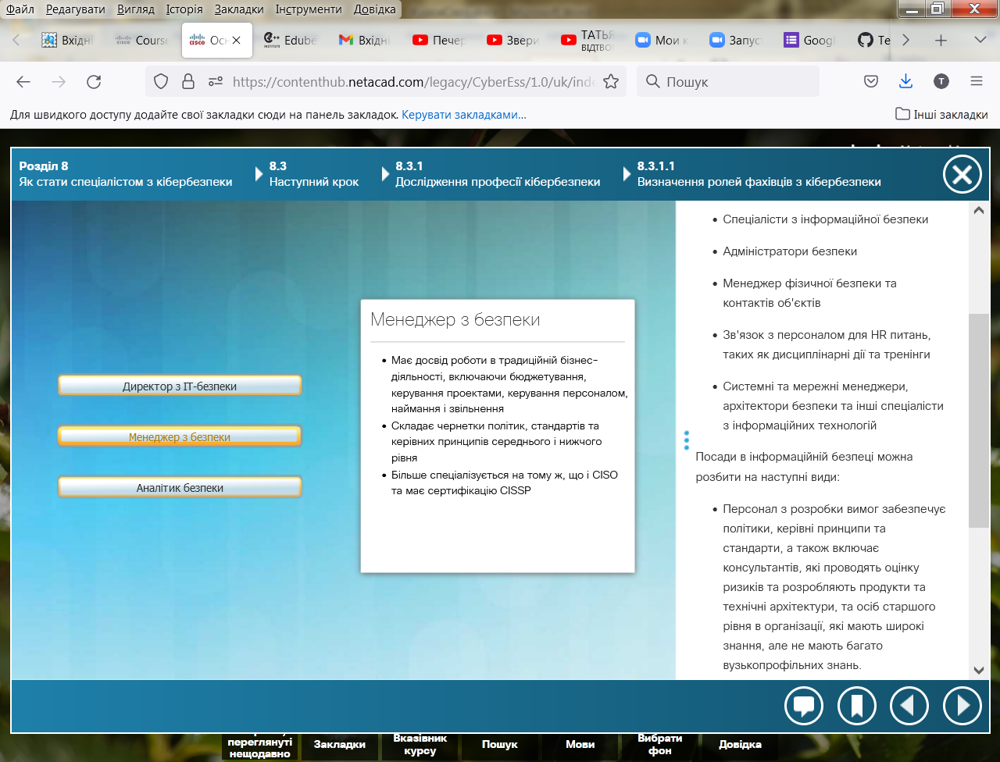 Файл Редагувати Вигляд Історія Закладки Інструменти Довідка
Вхідні Course Осн Edube Вхідні Печер Звери ТАТЬЯ Мои к Запус Googl Te
ВІДТВОР
https://contenthub.netacad.com/legacy/CyberEss/1.0/uk/inde Пошук
Для швидкого доступу додайте свої закладки сюди на панель закладок. Керувати закладками… Інші закладки
Розділ 8 8.3 8.3.1 8.3.1.1
Як стати спеціалістом з кібербезпеки Наступний крок Дослідження професії кібербезпеки Визначення ролей фахівців з кібербезпеки
Директор з ІТ-безпеки
Менеджер з безпеки
Аналітик безпеки
Менеджер з безпеки
• Має досвід роботи в традиційній бізнес-
діяльності, включаючи бюджетування,
керування проектами, керування персоналом,
наймання і звільнення
• Складає чернетки політик, стандартів та
керівних принципів середнього і нижчого
рівня
• Більше спеціалізується на тому ж, що і CISO
та має сертифікацію CISSP
• Спеціалісти з інформаційної безпеки
• Адміністратори безпеки
• Менеджер фізичної безпеки та
контактів об'єктів
• Зв'язок з персоналом для HR питань,
таких як дисциплінарні дії та тренінги
• Системні та мережні менеджери,
архітектори безпеки та інші спеціалісти
з інформаційних технологій
Посади в інформаційній безпеці можна
розбити на наступні види:
• Персонал з розробки вимог забезпечує
політики, керівні принципи та
стандарти, а також включає
консультантів, які проводять оцінку
ризиків та розробляють продукти та
технічні архітектури, та осіб старшого
рівня в організації, які мають широкі
знання, але не мають багато
вузькопрофільних знань.
переглянуті
нещодавно
Закладки
Вказівник
курсу
Пошук
Мови
Вибрати
фон
Довідка